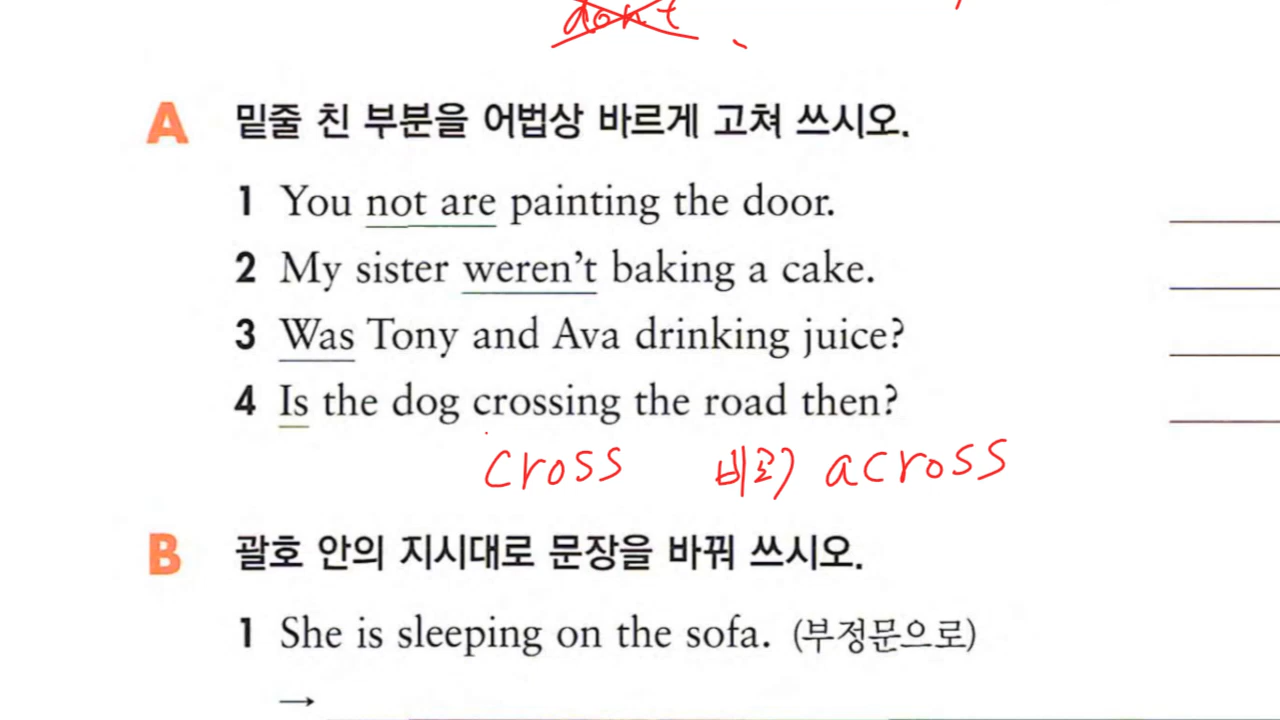 don't
A 밑줄 친 부분을 어법상 바르게 고쳐 쓰시오.
1 You not are painting the door.
2 My sister weren't baking a cake.
3 Was Tony and Ava drinking juice?
4 Is the dog crossing the road then?
cross 비교 across
B 괄호 안의 지시대로 문장을 바꿔 쓰시오.
1 She is sleeping on the sofa. (부정문으로)
→